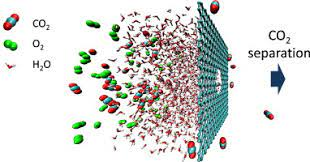 CO₂
O₂
H₂O
CO₂
separation